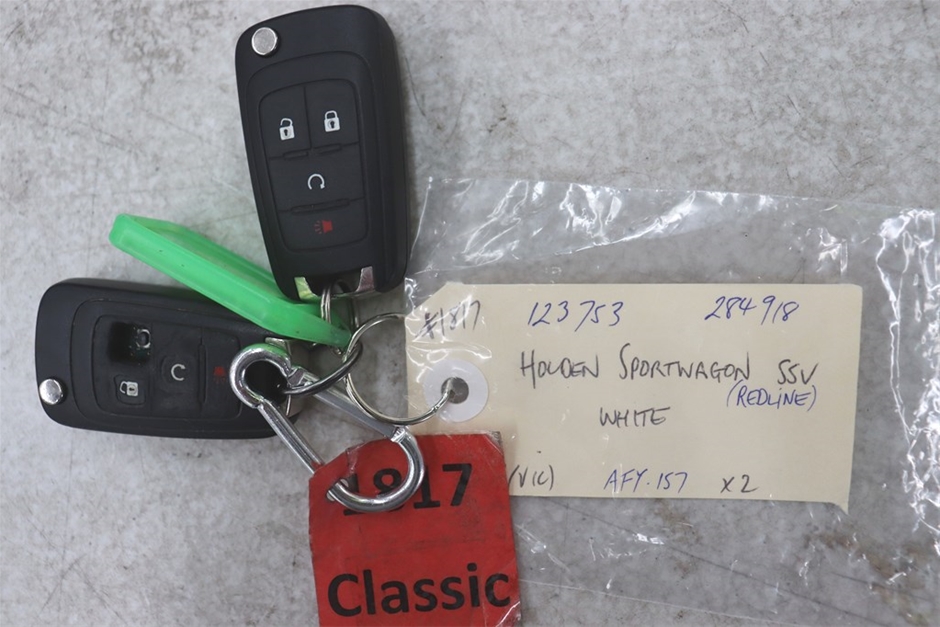 #1817 123753 284918
HOLDEN SPORTWAGON SSV
(REDLINE)
WHITE
(VIC) AFY·157 x2
1817
Classic